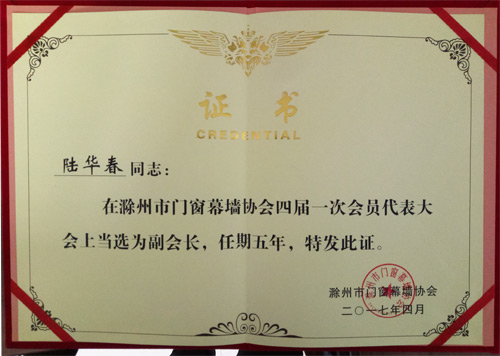 证书
CREDENTIAL
陆华春同志：
在滁州市门窗幕墙协会四届一次会员代表大
会上当选为副会长，任期五年，特发此证。
滁州市门窗幕墙协会
二〇一七年四月